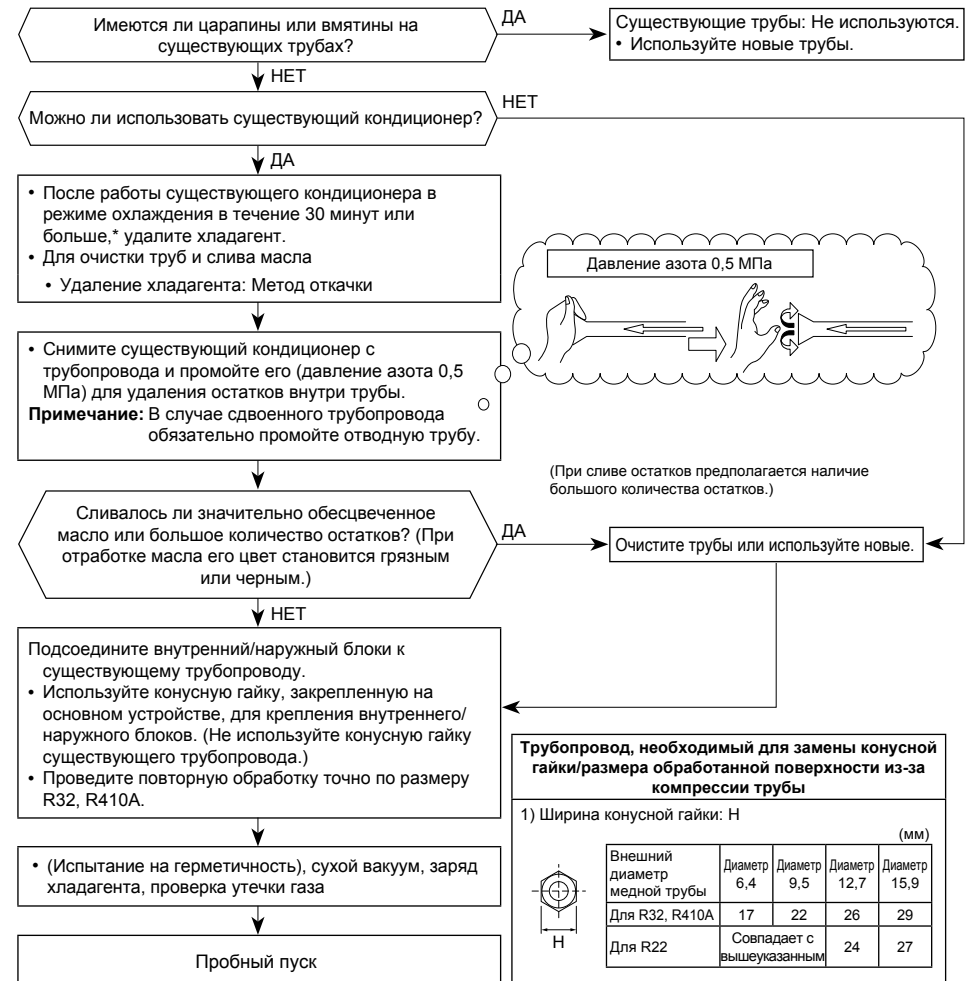 Имеются ли царапины или вмятины на
существующих трубах?
ДА
Существующие трубы: Не используются.
• Используйте новые трубы.
НЕТ
Можно ли использовать существующий кондиционер?
НЕТ
ДА
• После работы существующего кондиционера в
режиме охлаждения в течение 30 минут или
больше,* удалите хладагент.
• Для очистки труб и слива масла
• Удаление хладагента: Метод откачки
Давление азота 0,5 МПа
• Снимите существующий кондиционер с
трубопровода и промойте его (давление азота 0,5
МПа) для удаления остатков внутри трубы.
Примечание: В случае сдвоенного трубопровода
обязательно промойте отводную трубу.
(При сливе остатков предполагается наличие
большого количества остатков.)
Сливалось ли значительно обесцвеченное
масло или большое количество остатков? (При
отработке масла его цвет становится грязным
или черным.)
ДА
Очистите трубы или используйте новые.
НЕТ
Подсоедините внутренний/наружный блоки к
существующему трубопроводу.
• Используйте конусную гайку, закрепленную на
основном устройстве, для крепления внутреннего/
наружного блоков. (Не используйте конусную гайку
существующего трубопровода.)
• Проведите повторную обработку точно по размеру
R32, R410A.
• (Испытание на герметичность), сухой вакуум, заряд
хладагента, проверка утечки газа
Пробный пуск
Трубопровод, необходимый для замены конусной
гайки/размера обработанной поверхности из-за
компрессии трубы
1) Ширина конусной гайки: H
(мм)
H
Внешний
диаметр
медной трубы
Диаметр
6,4
Диаметр
9,5
Диаметр
12,7
Диаметр
15,9
Для R32, R410A 17 22 26 29
Для R22
Совпадает с
вышеуказанным
24 27